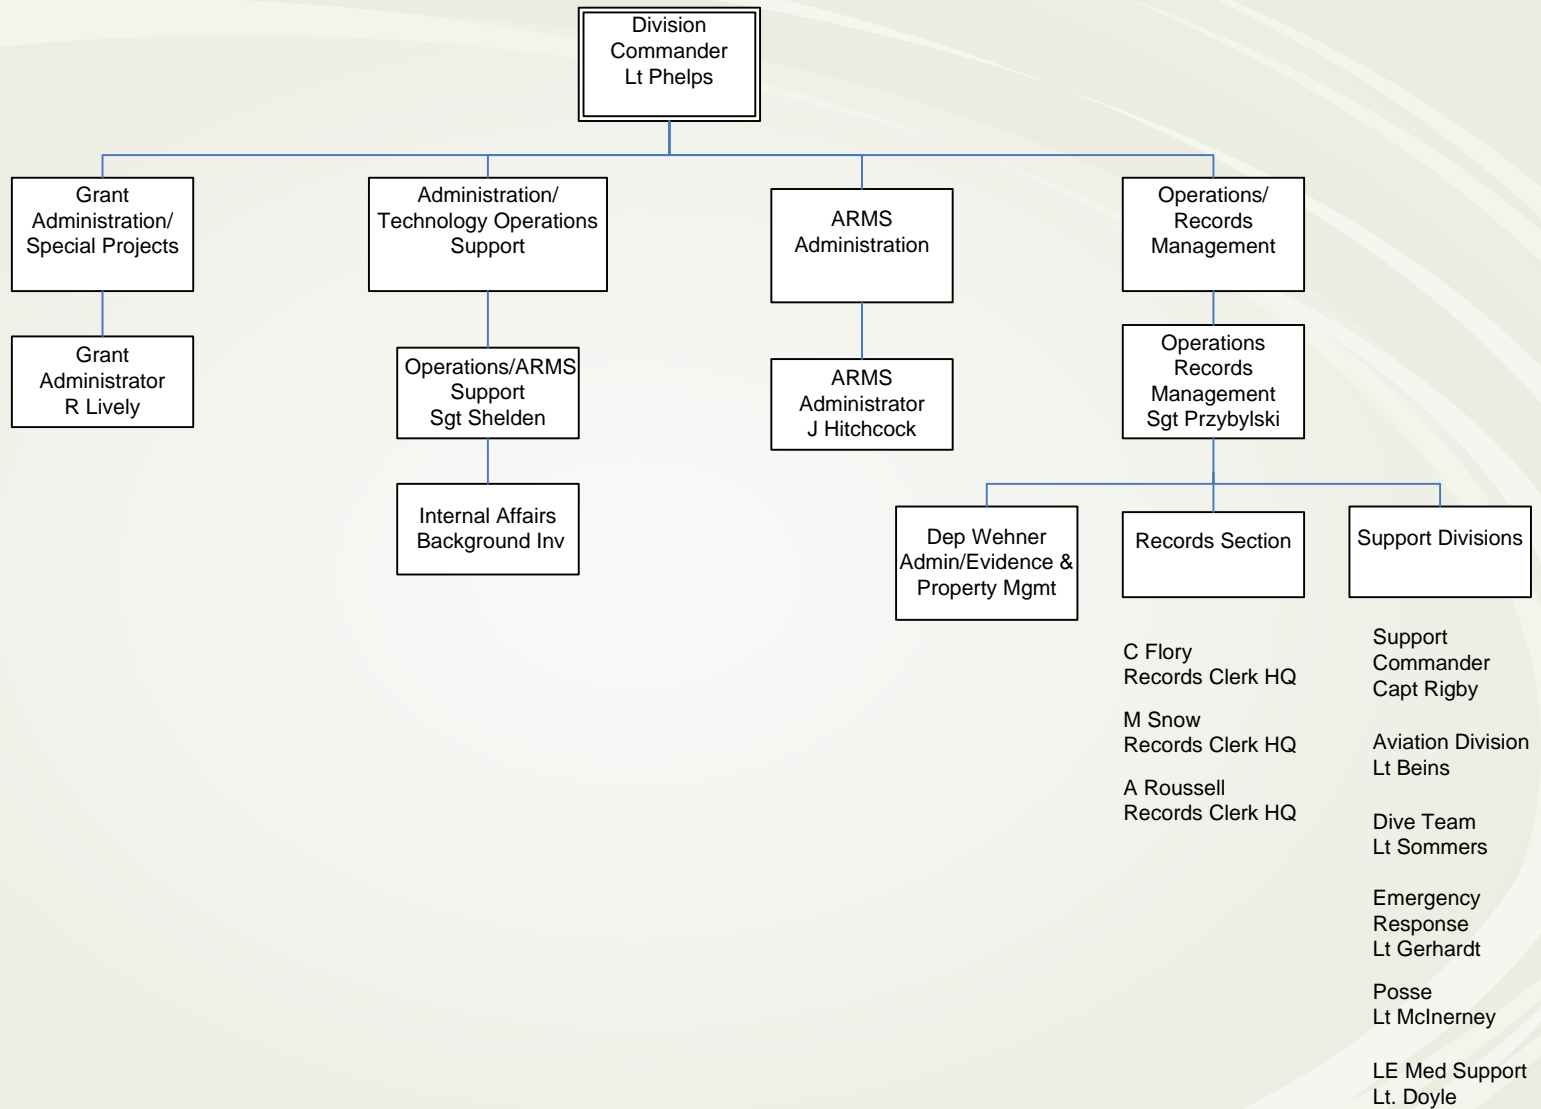 Division
Commander
Lt Phelps
Grant
Administration/
Special Projects
Administration/
Technology Operations
Support
ARMS
Administration
Operations/
Records
Management
Grant
Administrator
R Lively
Operations/ARMS
Support
Sgt Shelden
ARMS
Administrator
J Hitchcock
Operations
Records
Management
Sgt Przybylski
Internal Affairs
Background Inv
Dep Wehner
Admin/Evidence &
Property Mgmt
Records Section
Support Divisions
C Flory
Records Clerk HQ
M Snow
Records Clerk HQ
A Roussell
Records Clerk HQ
Support
Commander
Capt Rigby
Aviation Division
Lt Beins
Dive Team
Lt Sommers
Emergency
Response
Lt Gerhardt
Posse
Lt McInerney
LE Med Support
Lt. Doyle